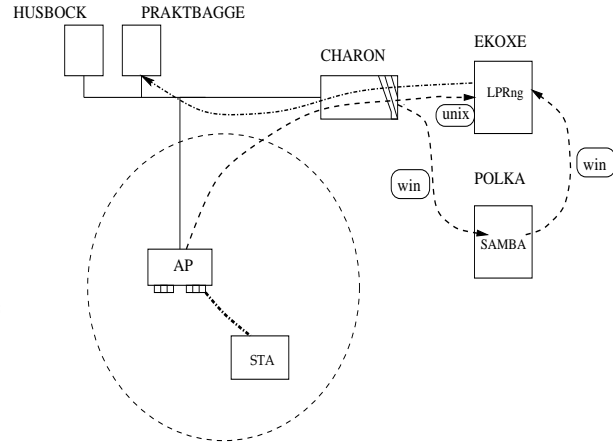 HUSBOCK
PRAKTBAGGE
CHARON
EKOXE
LPRng
unix
win
POLKA
win
SAMBA
AP
STA